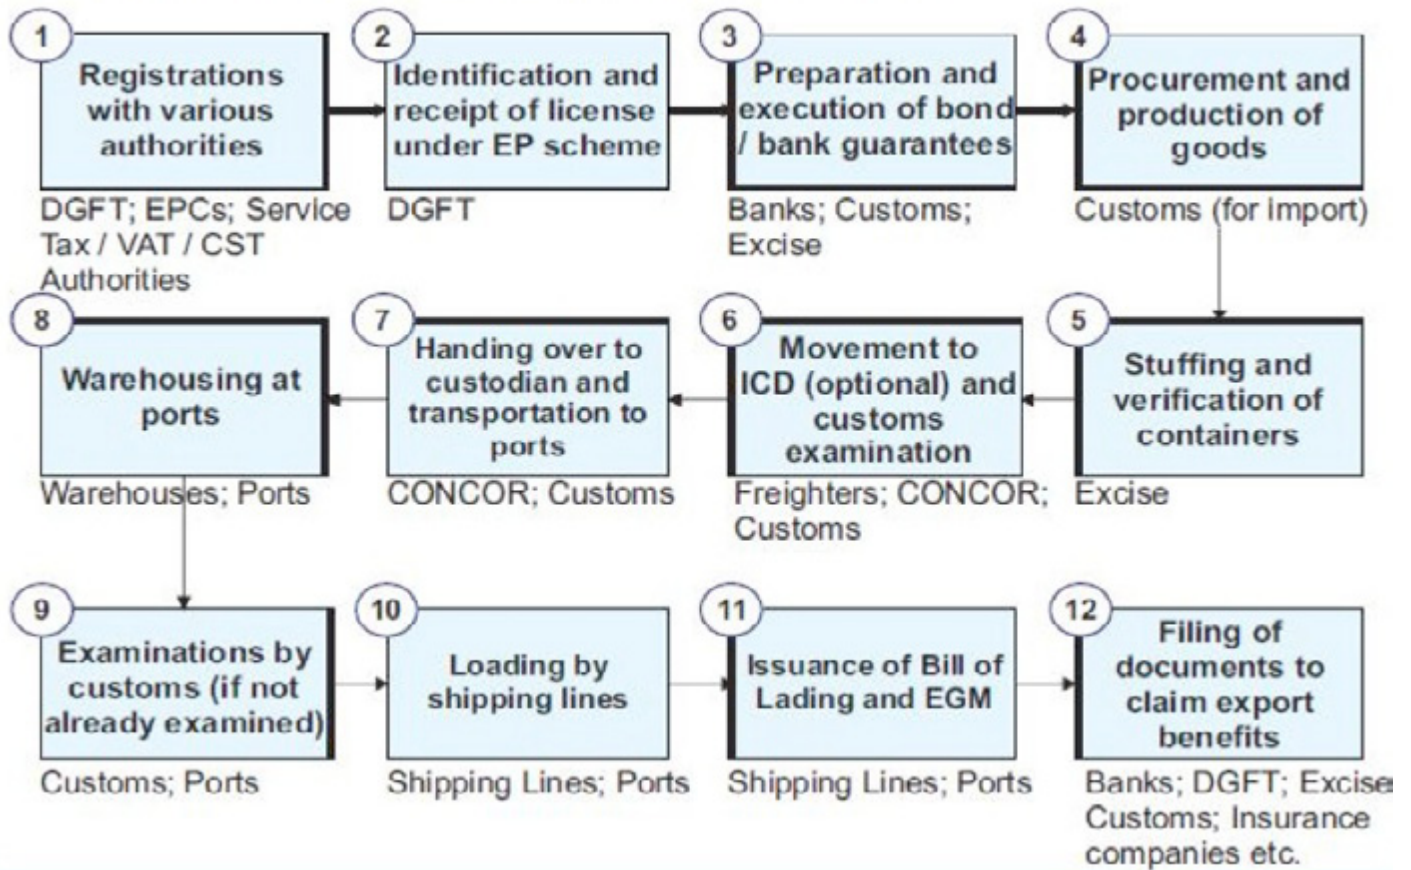 1
Registrations
with various
authorities
DGFT; EPCs; Service
Tax / VAT / CST
Authorities
2
Identification and
receipt of license
under EP scheme
DGFT
3
Preparation and
execution of bond
/ bank guarantees
Banks; Customs;
Excise
4
Procurement and
production of
goods
Customs (for import)
5
Stuffing and
verification of
containers
Excise
6
Movement to
ICD (optional) and
customs
examination
Freighters; CONCOR;
Customs
7
Handing over to
custodian and
transportation to
ports
CONCOR; Customs
8
Warehousing at
ports
Warehouses; Ports
9
Examinations by
customs (if not
already examined)
Customs; Ports
10
Loading by
shipping lines
Shipping Lines; Ports
11
Issuance of Bill of
Lading and EGM
Shipping Lines; Ports
12
Filing of
documents to
claim export
benefits
Banks; DGFT; Excise
Customs; Insurance
companies etc.